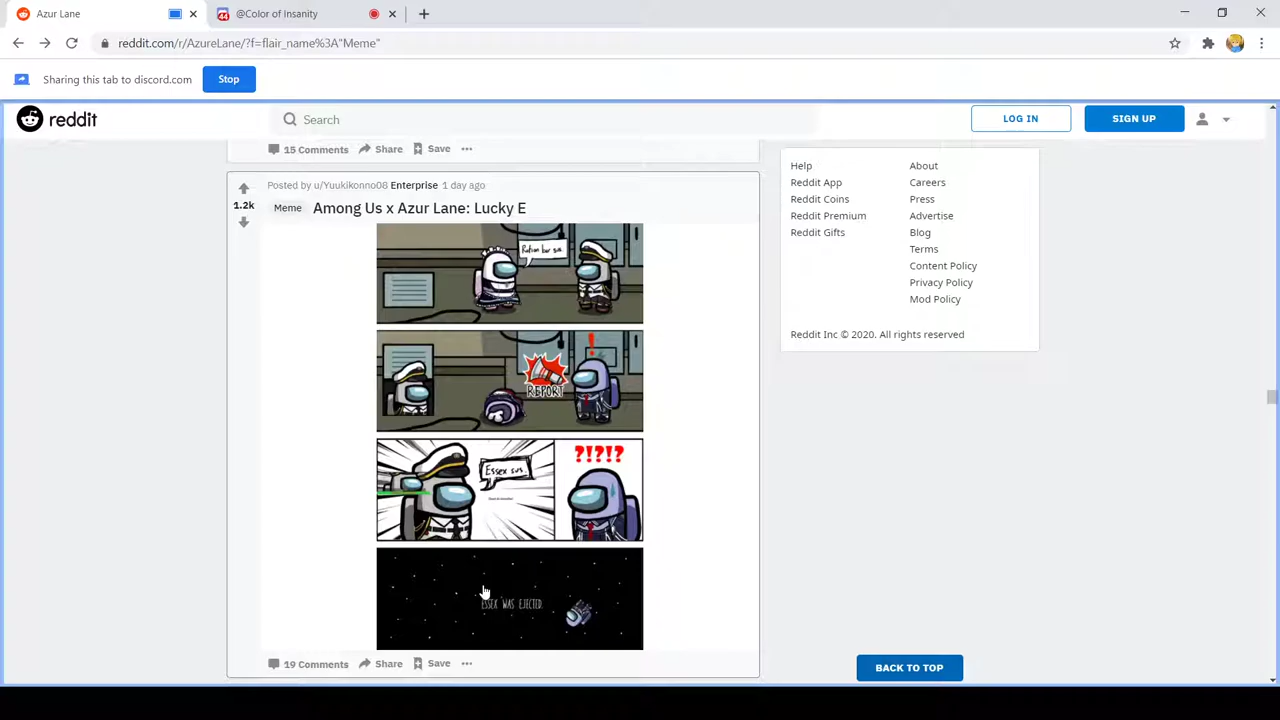 Azur Lane
@Color of Insanity
reddit.com/r/AzureLane/?f=flair_name%3A"Meme"
Sharing this tab to discord.com
Stop
reddit
Search
LOG IN
SIGN UP
15 Comments
Share
Save
Posted by u/Yuukikonno08 Enterprise 1 day ago
1.2k
Meme
Among Us x Azur Lane: Lucky E
Ration bar sus.
REPORT
Essex sus.
?!?!?
ESSEX WAS EJECTED.
19 Comments
Share
Save
Help
About
Reddit App
Careers
Reddit Coins
Press
Reddit Premium
Advertise
Reddit Gifts
Blog
Terms
Content Policy
Privacy Policy
Mod Policy
Reddit Inc © 2020. All rights reserved
BACK TO TOP